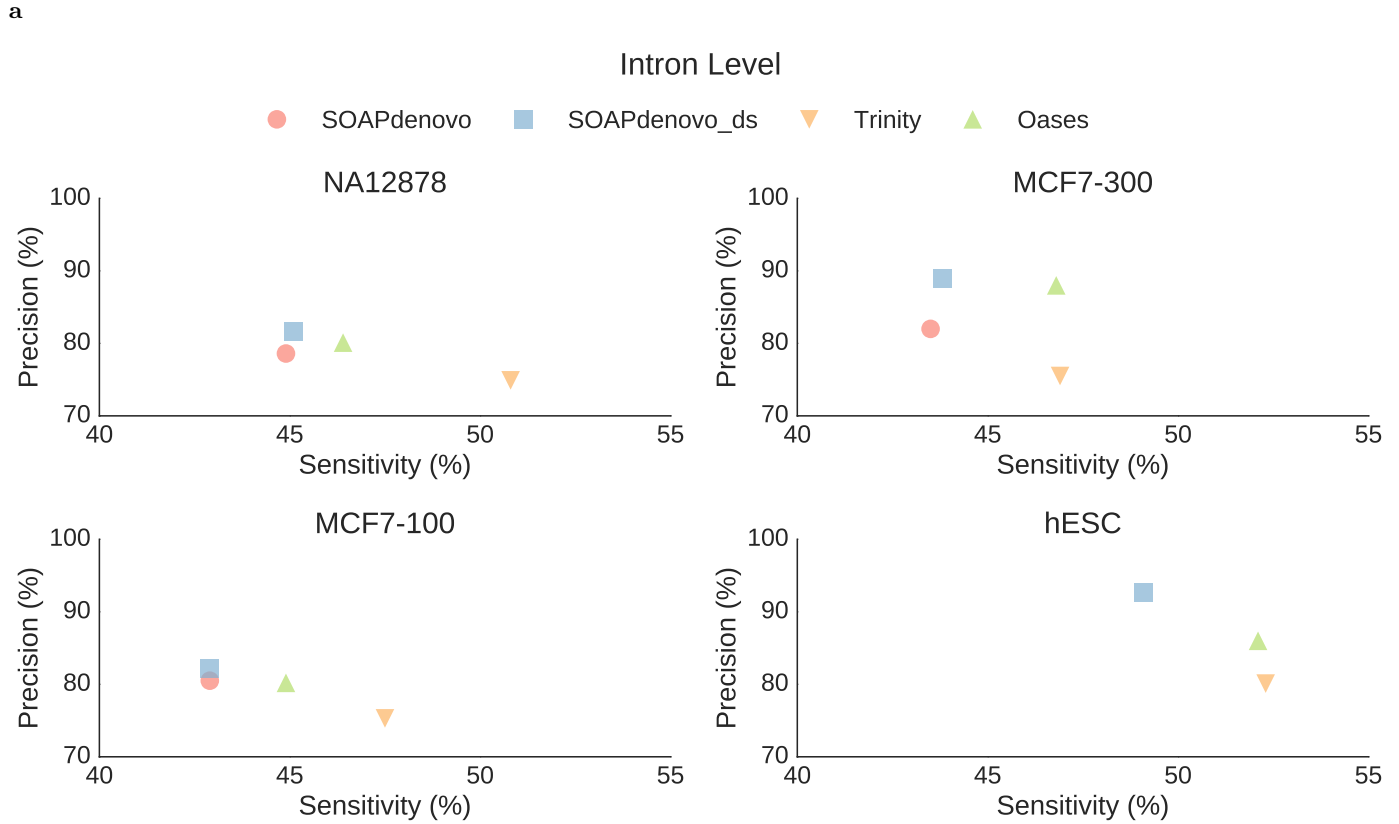 a
Intron Level
SOAPdenovo SOAPdenovo_ds Trinity Oases
NA12878
100
90
80
70
Precision (%)
40 45 50 55
Sensitivity (%)
MCF7-300
100
90
80
70
Precision (%)
40 45 50 55
Sensitivity (%)
MCF7-100
100
90
80
70
Precision (%)
40 45 50 55
Sensitivity (%)
hESC
100
90
80
70
Precision (%)
40 45 50 55
Sensitivity (%)